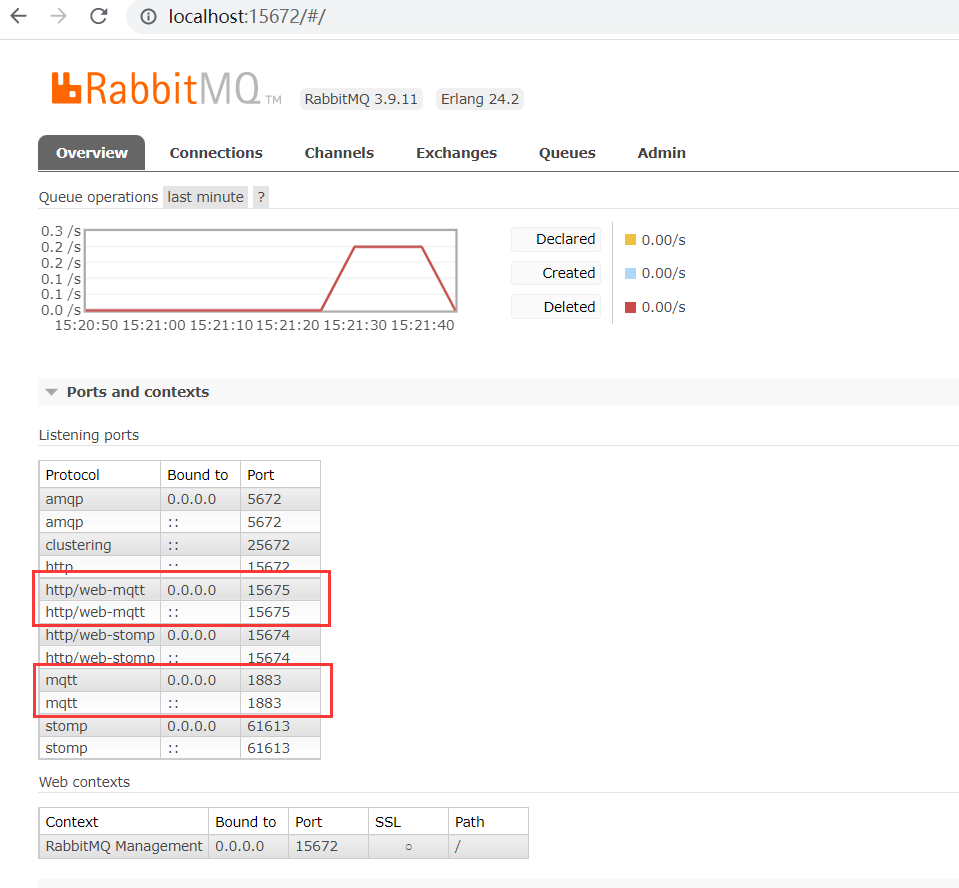 localhost:15672/#/
RabbitMQ TM RabbitMQ 3.9.11 Erlang 24.2
Overview Connections Channels Exchanges Queues Admin
Queue operations last minute ?
0.3 /s
0.2 /s
0.2 /s
0.1 /s
0.1 /s
0.0 /s
15:20:50 15:21:00 15:21:10 15:21:20 15:21:30 15:21:40
Declared 0.00/s
Created 0.00/s
Deleted 0.00/s
Ports and contexts
Listening ports
Protocol Bound to Port
amqp 0.0.0.0 5672
amqp :: 5672
clustering :: 25672
http :: 15672
http/web-mqtt 0.0.0.0 15675
http/web-mqtt :: 15675
http/web-stomp 0.0.0.0 15674
http/web-stomp :: 15674
mqtt 0.0.0.0 1883
mqtt :: 1883
stomp 0.0.0.0 61613
stomp :: 61613
Web contexts
Context Bound to Port SSL Path
RabbitMQ Management 0.0.0.0 15672 ○ /